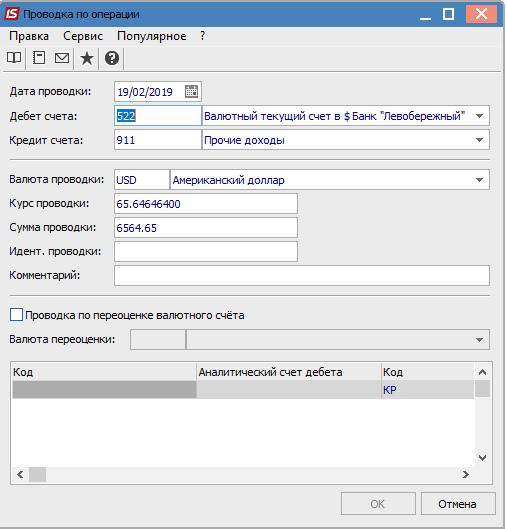 IS Проводка по операции
Правка Сервис Популярное ?
Дата проводки: 19/02/2019
Дебет счета: 522 Валютный текущий счет в $ Банк "Левобережный"
Кредит счета: 911 Прочие доходы
Валюта проводки: USD Американский доллар
Курс проводки: 65.64646400
Сумма проводки: 6564.65
Идент. проводки:
Комментарий:
Проводка по переоценке валютного счёта
Валюта переоценки:
Код Аналитический счет дебета Код
КР
OK Отмена